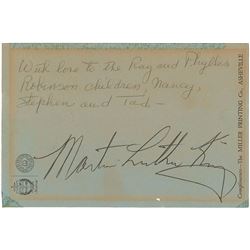 With love to the Ray and Phyllis
Robinson children, Nancy,
Stephen and Tad –
Martin Luther King
Compliments—The MILLER PRINTING Co., ASHEVILLE